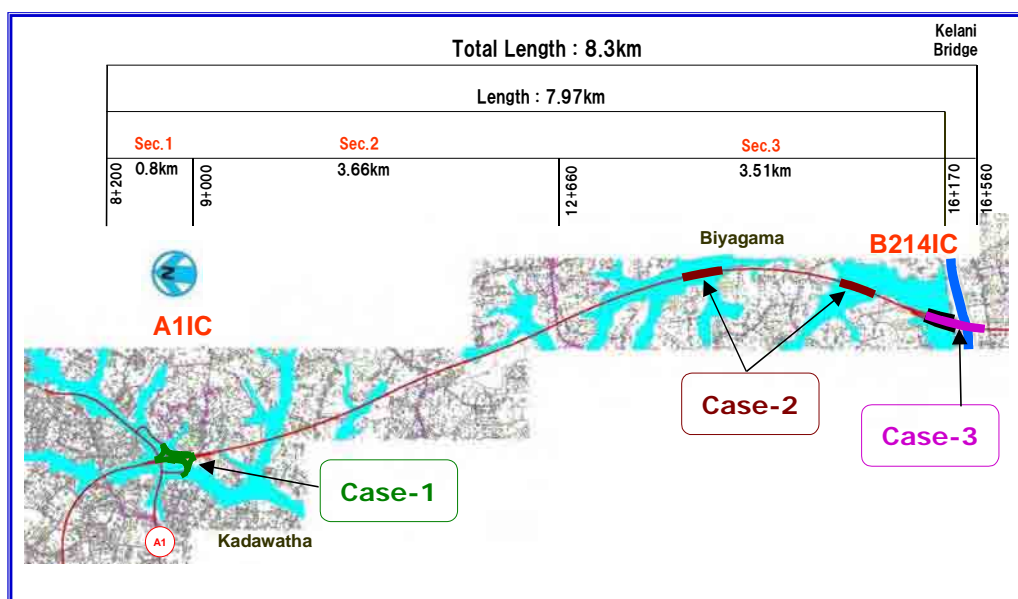 Kelani
Bridge
Total Length : 8.3km
Length : 7.97km
Sec.1
Sec.2
Sec.3
0.8km
3.66km
3.51km
8+200
9+000
12+660
16+170
16+560
Biyagama
B214IC
N
A1IC
Case-2
Case-3
Case-1
Kadawatha
A1